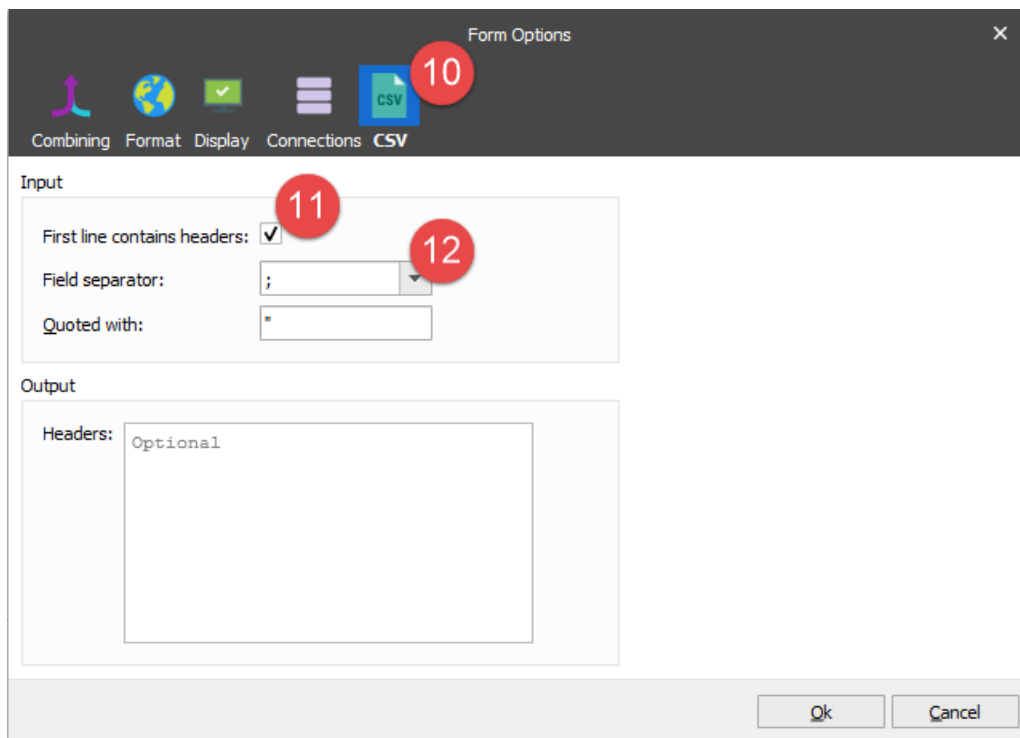 Form Options
10
CSV
Combining Format Display Connections CSV
Input
11
First line contains headers:
12
Field separator: ;
Quoted with: "
Output
Headers: Optional
Ok Cancel